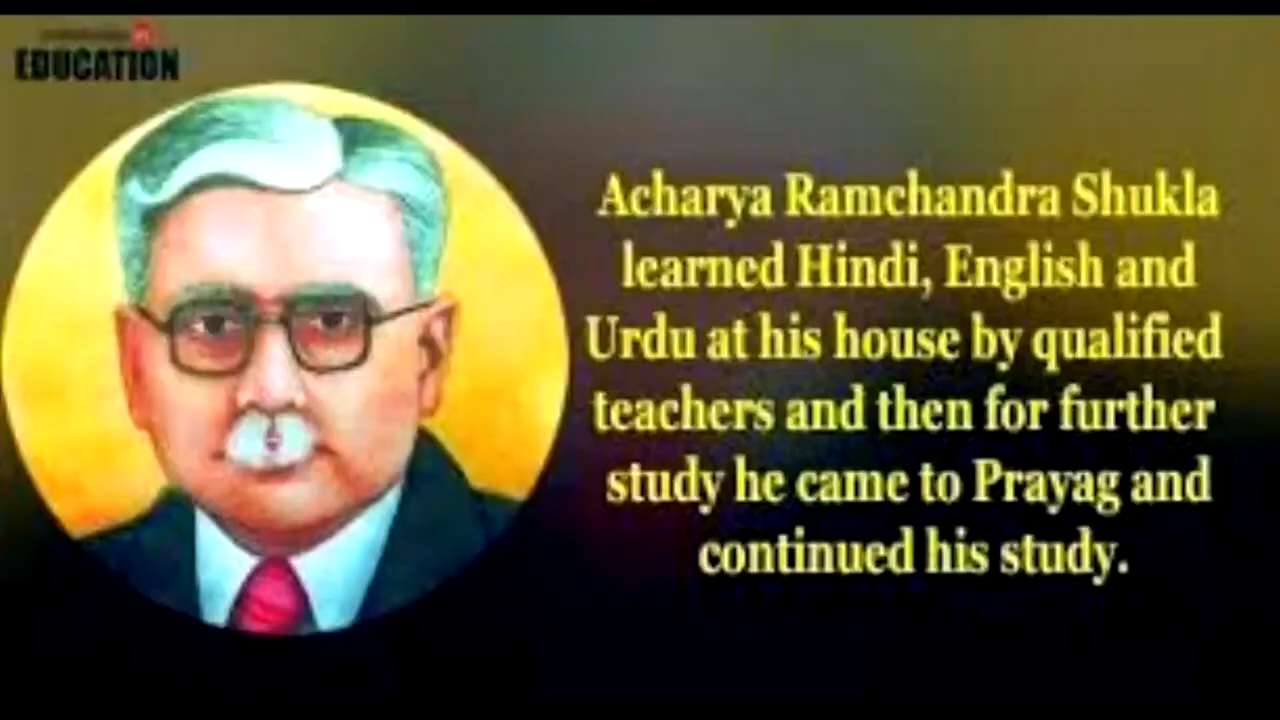 EDUCATION
Acharya Ramchandra Shukla
learned Hindi, English and
Urdu at his house by qualified
teachers and then for further
study he came to Prayag and
continued his study.